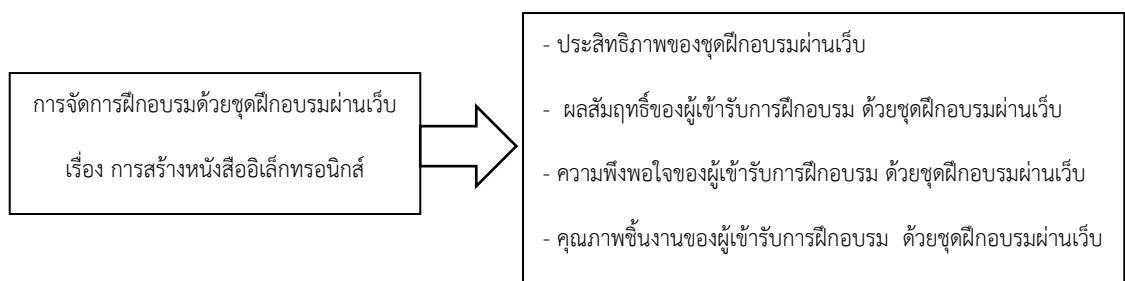 การจัดการฝึกอบรมด้วยชุดฝึกอบรมผ่านเว็บ
เรื่อง การสร้างหนังสืออิเล็กทรอนิกส์
- ประสิทธิภาพของชุดฝึกอบรมผ่านเว็บ
- ผลสัมฤทธิ์ของผู้เข้ารับการฝึกอบรม ด้วยชุดฝึกอบรมผ่านเว็บ
- ความพึงพอใจของผู้เข้ารับการฝึกอบรม ด้วยชุดฝึกอบรมผ่านเว็บ
- คุณภาพชิ้นงานของผู้เข้ารับการฝึกอบรม ด้วยชุดฝึกอบรมผ่านเว็บ